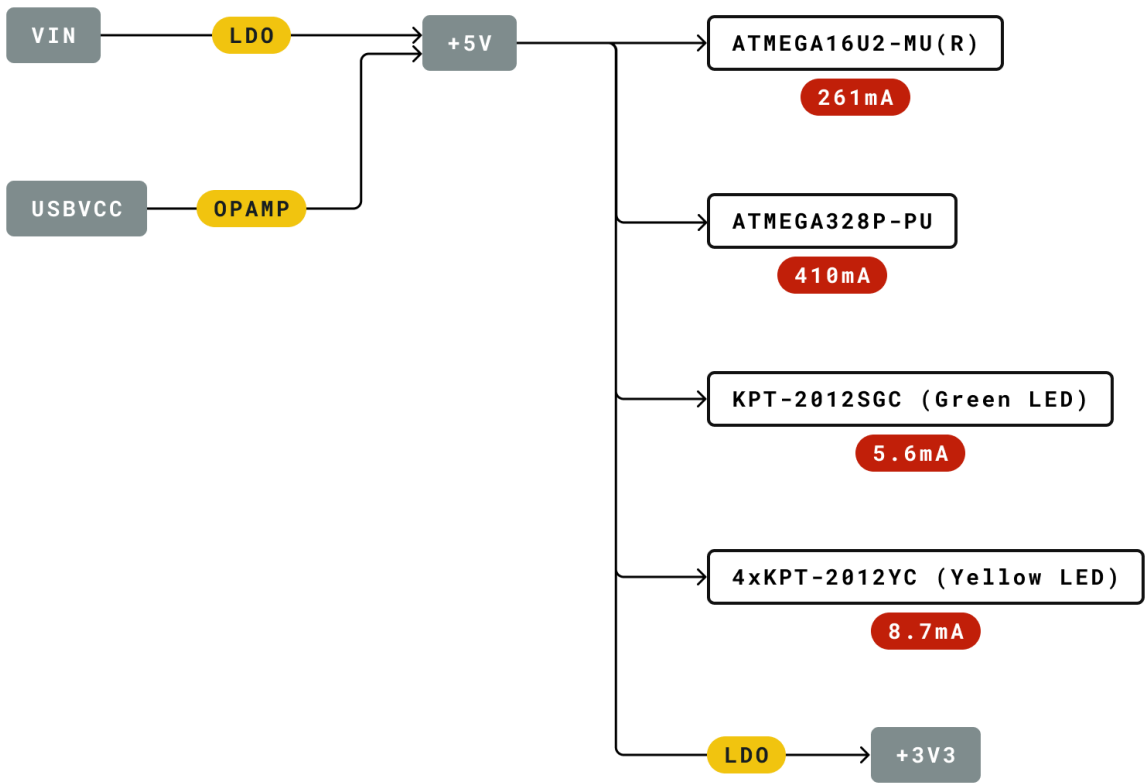 VIN
LDO
+5V
ATMEGA16U2-MU(R)
261mA
USBVCC
OPAMP
ATMEGA328P-PU
410mA
KPT-2012SGC (Green LED)
5.6mA
4xKPT-2012YC (Yellow LED)
8.7mA
LDO
+3V3